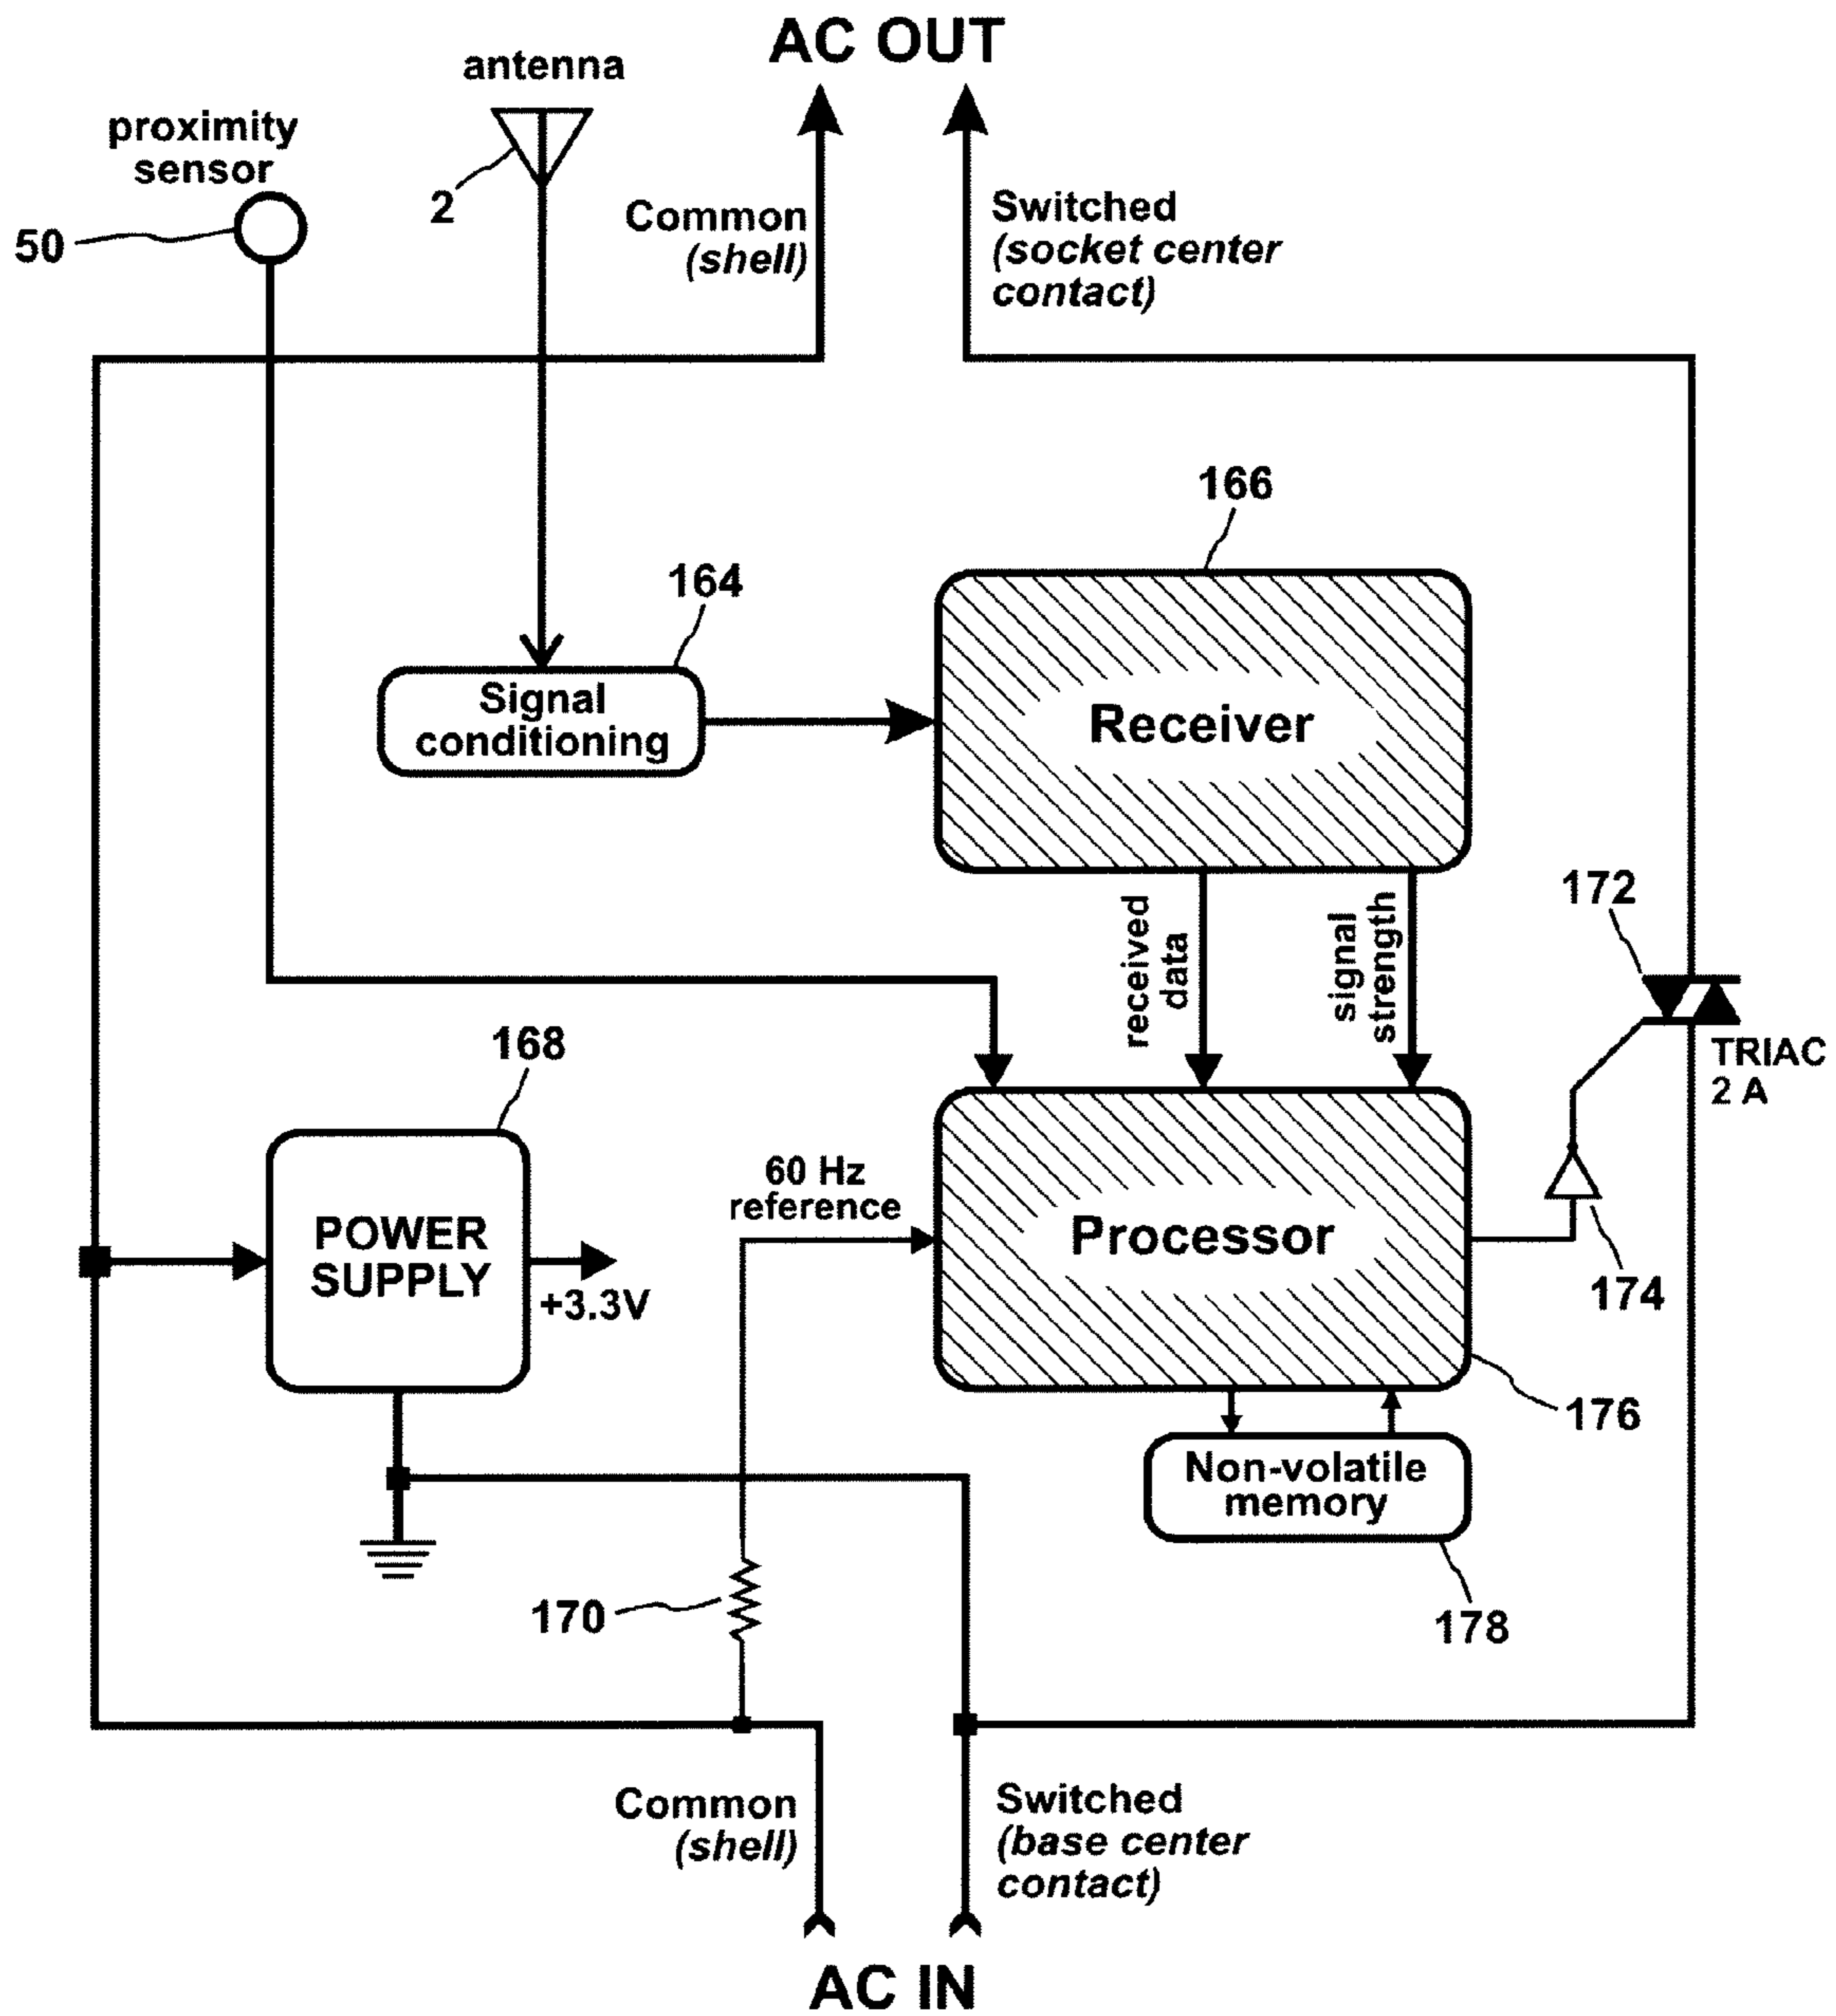 AC OUT
antenna
proximity
sensor
2
50
Common
(shell)
Switched
(socket center
contact)
166
164
Signal
conditioning
Receiver
172
received
data
signal
strength
TRIAC
2 A
168
60 Hz
reference
POWER
SUPPLY
+3.3V
Processor
174
176
Non-volatile
memory
170
178
Common
(shell)
Switched
(base center
contact)
AC IN